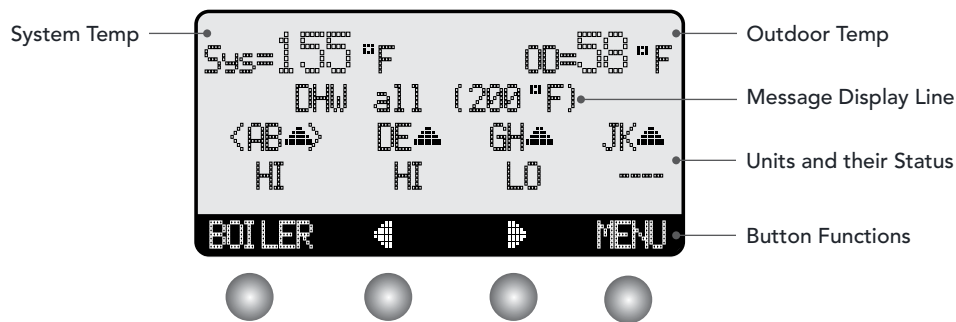 System Temp
Outdoor Temp
Sys=155°F OD=58°F
DHW all (200°F)
Message Display Line
<AB▲> DE▲ GH▲ JK▲
Units and their Status
HI HI LO ----
BOILER ◀ ▶ MENU
Button Functions